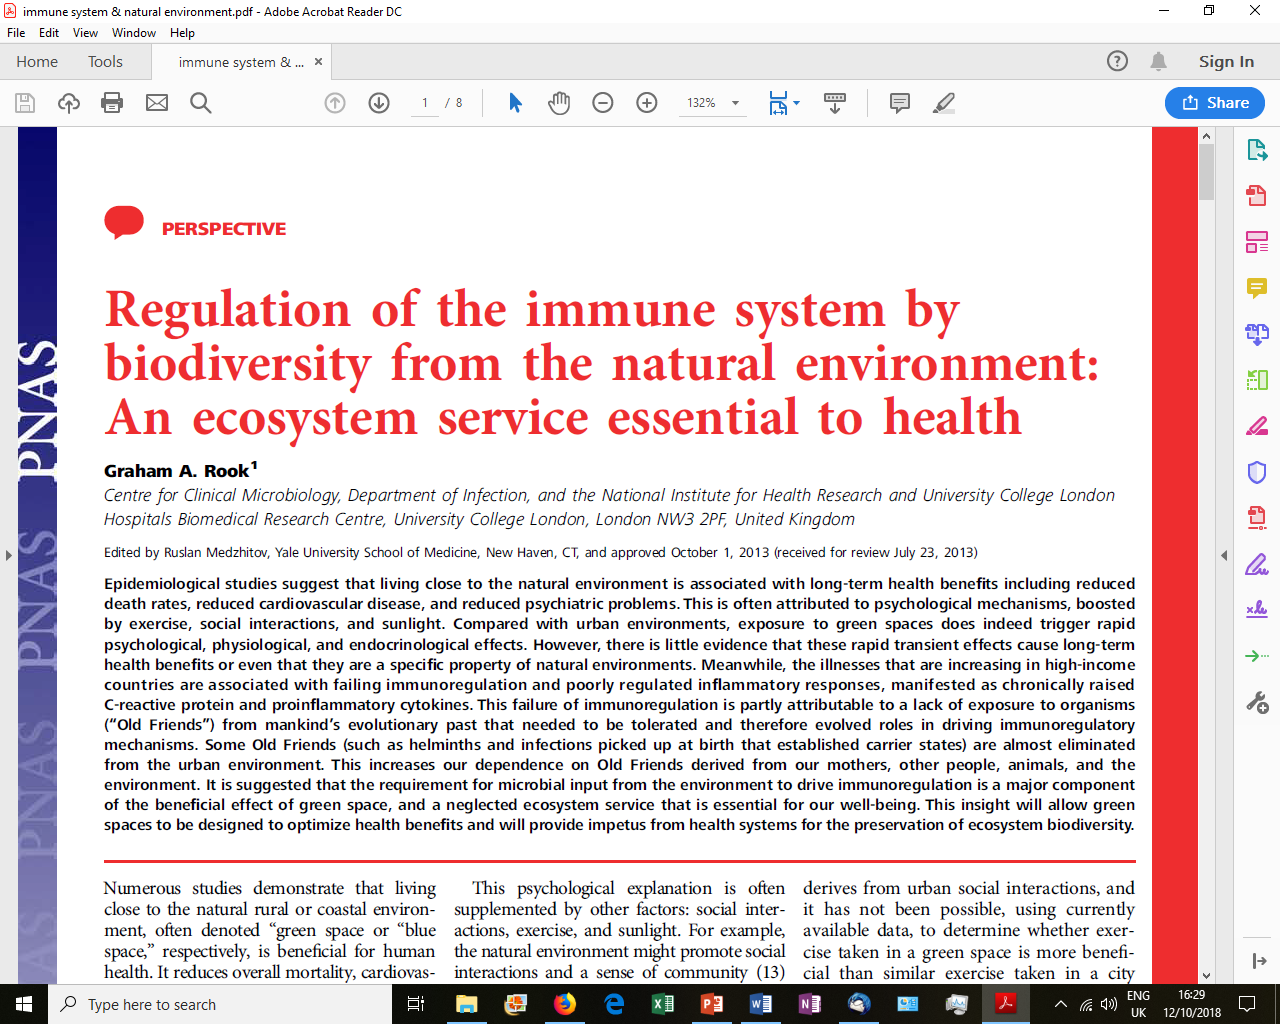 immune system & natural environment.pdf - Adobe Acrobat Reader DC
File Edit View Window Help
Home Tools immune system & ... × Sign In
1 / 8 132% Share
PNAS
PNAS
PNAS
PERSPECTIVE
Regulation of the immune system by
biodiversity from the natural environment:
An ecosystem service essential to health
Graham A. Rook1
Centre for Clinical Microbiology, Department of Infection, and the National Institute for Health Research and University College London
Hospitals Biomedical Research Centre, University College London, London NW3 2PF, United Kingdom
Edited by Ruslan Medzhitov, Yale University School of Medicine, New Haven, CT, and approved October 1, 2013 (received for review July 23, 2013)
Epidemiological studies suggest that living close to the natural environment is associated with long-term health benefits including reduced
death rates, reduced cardiovascular disease, and reduced psychiatric problems. This is often attributed to psychological mechanisms, boosted
by exercise, social interactions, and sunlight. Compared with urban environments, exposure to green spaces does indeed trigger rapid
psychological, physiological, and endocrinological effects. However, there is little evidence that these rapid transient effects cause long-term
health benefits or even that they are a specific property of natural environments. Meanwhile, the illnesses that are increasing in high-income
countries are associated with failing immunoregulation and poorly regulated inflammatory responses, manifested as chronically raised
C-reactive protein and proinflammatory cytokines. This failure of immunoregulation is partly attributable to a lack of exposure to organisms
(“Old Friends”) from mankind’s evolutionary past that needed to be tolerated and therefore evolved roles in driving immunoregulatory
mechanisms. Some Old Friends (such as helminths and infections picked up at birth that established carrier states) are almost eliminated
from the urban environment. This increases our dependence on Old Friends derived from our mothers, other people, animals, and the
environment. It is suggested that the requirement for microbial input from the environment to drive immunoregulation is a major component
of the beneficial effect of green space, and a neglected ecosystem service that is essential for our well-being. This insight will allow green
spaces to be designed to optimize health benefits and will provide impetus from health systems for the preservation of ecosystem biodiversity.
Numerous studies demonstrate that living
close to the natural rural or coastal environ-
ment, often denoted “green space or “blue
space,” respectively, is beneficial for human
health. It reduces overall mortality, cardiovas-
This psychological explanation is often
supplemented by other factors: social inter-
actions, exercise, and sunlight. For example,
the natural environment might promote social
interactions and a sense of community (13)
derives from urban social interactions, and
it has not been possible, using currently
available data, to determine whether exer-
cise taken in a green space is more benefi-
cial than similar exercise taken in a city
Type here to search
ENG
UK
16:29
12/10/2018